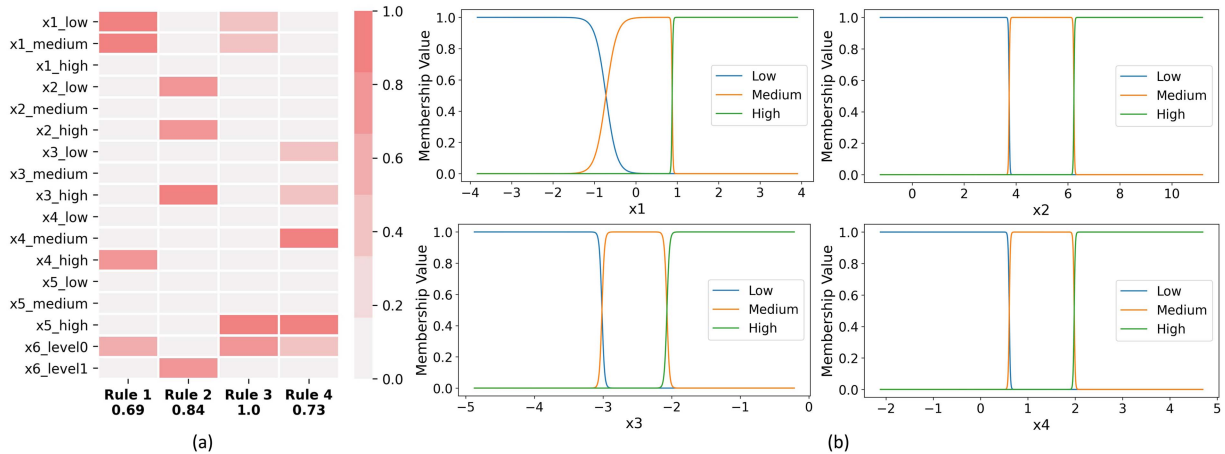 x1_low
x1_medium
x1_high
x2_low
x2_medium
x2_high
x3_low
x3_medium
x3_high
x4_low
x4_medium
x4_high
x5_low
x5_medium
x5_high
x6_level0
x6_level1
Rule 1 Rule 2 Rule 3 Rule 4
0.69 0.84 1.0 0.73
1.0
0.8
0.6
0.4
0.2
0.0
(a)
Membership Value
1.0
0.8
0.6
0.4
0.2
0.0
Low
Medium
High
−4 −3 −2 −1 0 1 2 3 4
x1
Membership Value
1.0
0.8
0.6
0.4
0.2
0.0
Low
Medium
High
0 2 4 6 8 10
x2
Membership Value
1.0
0.8
0.6
0.4
0.2
0.0
Low
Medium
High
−5 −4 −3 −2 −1 0
x3
Membership Value
1.0
0.8
0.6
0.4
0.2
0.0
Low
Medium
High
−2 −1 0 1 2 3 4 5
x4
(b)